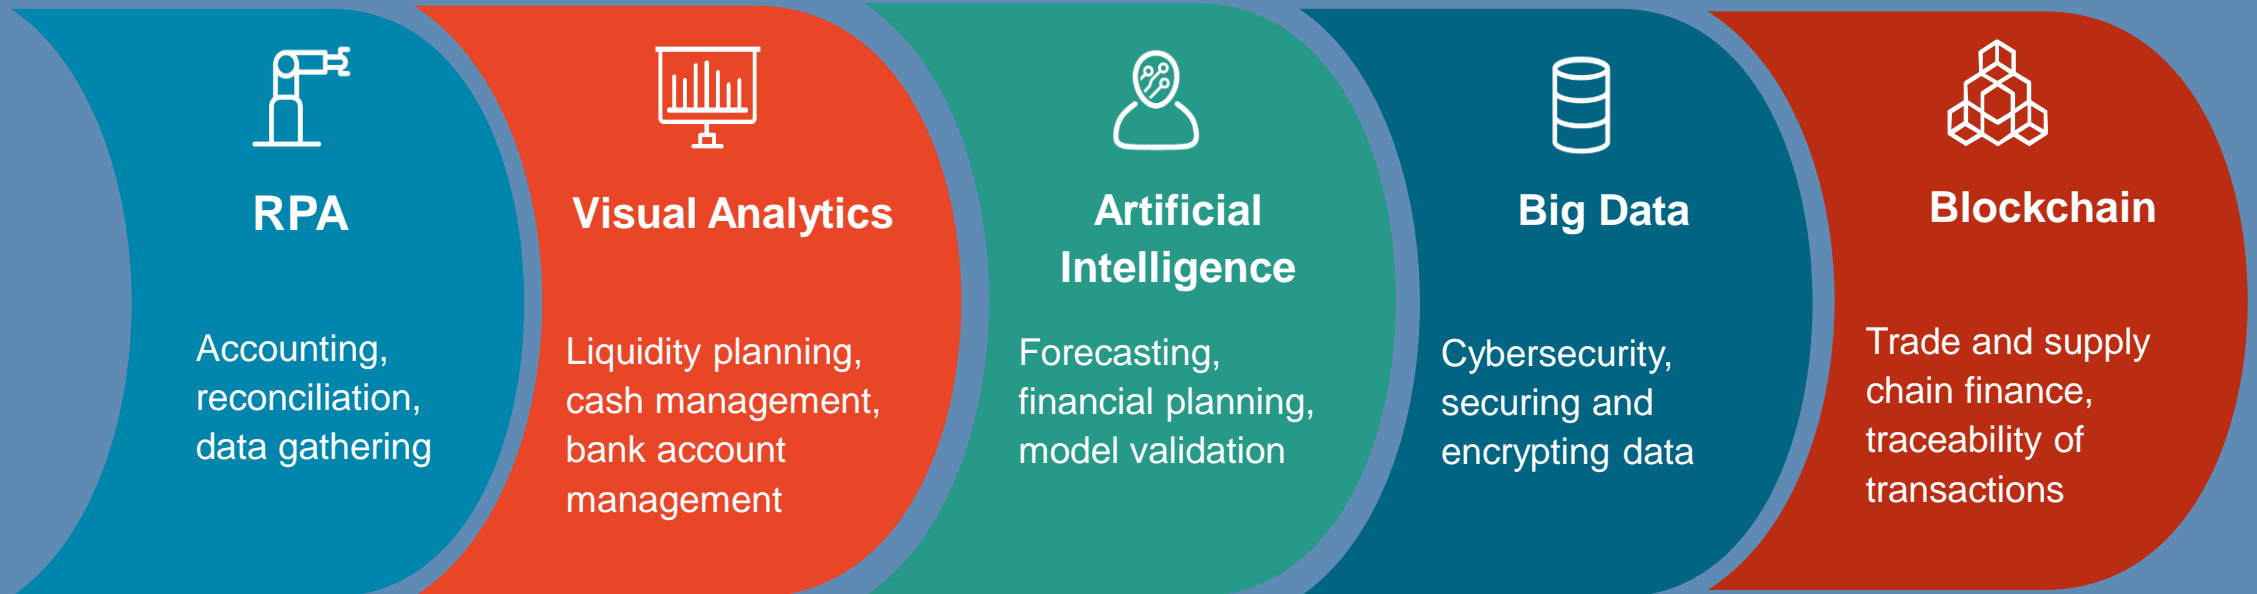 RPA
Accounting,
reconciliation,
data gathering
Visual Analytics
Liquidity planning,
cash management,
bank account
management
Artificial
Intelligence
Forecasting,
financial planning,
model validation
Big Data
Cybersecurity,
securing and
encrypting data
Blockchain
Trade and supply
chain finance,
traceability of
transactions